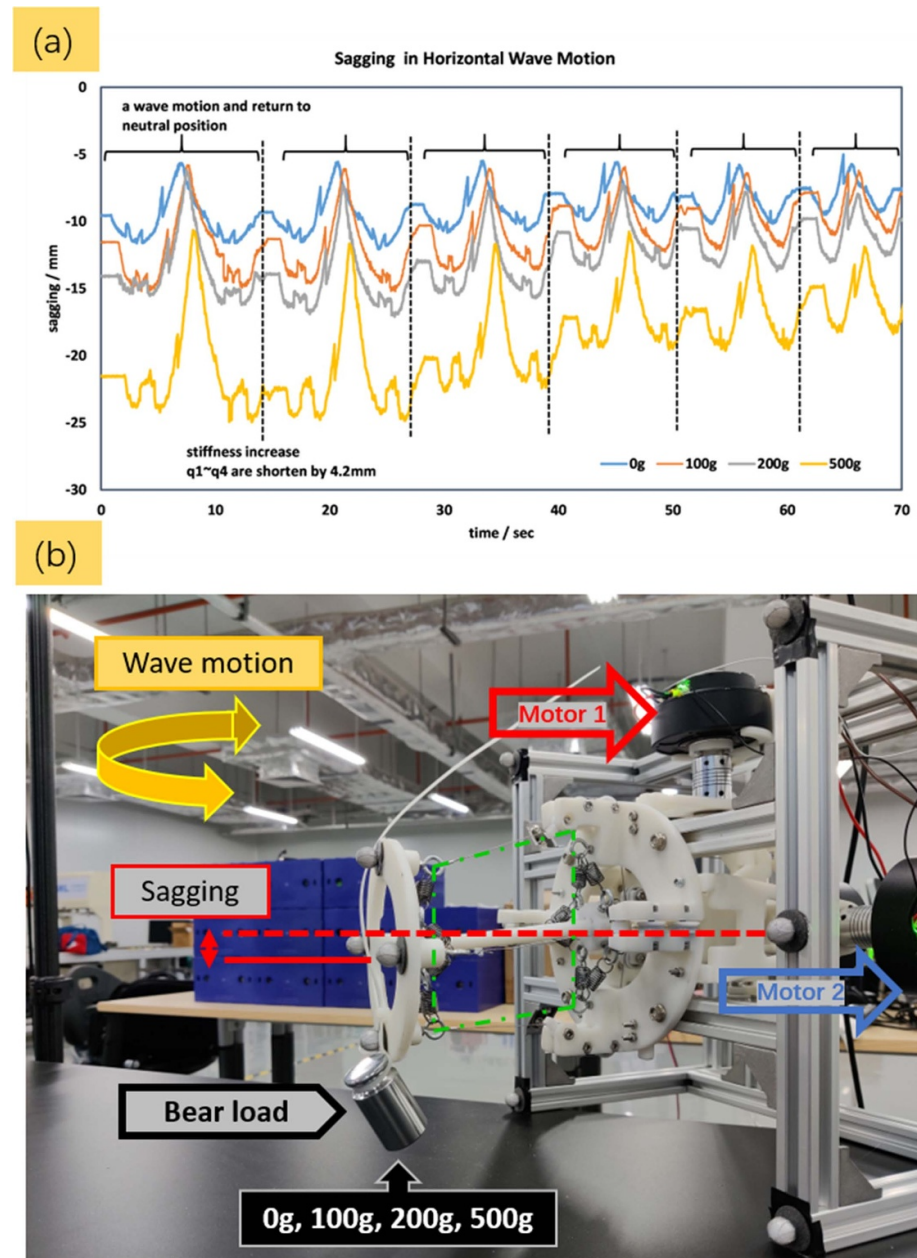 (a)
Sagging in Horizontal Wave Motion
a wave motion and return to
neutral position
0
-5
-10
-15
-20
-25
-30
sagging / mm
stiffness increase
q1~q4 are shorten by 4.2mm
0g 100g 200g 500g
0 10 20 30 40 50 60 70
time / sec
(b)
Wave motion
Motor 1
Sagging
Motor 2
Bear load
0g, 100g, 200g, 500g